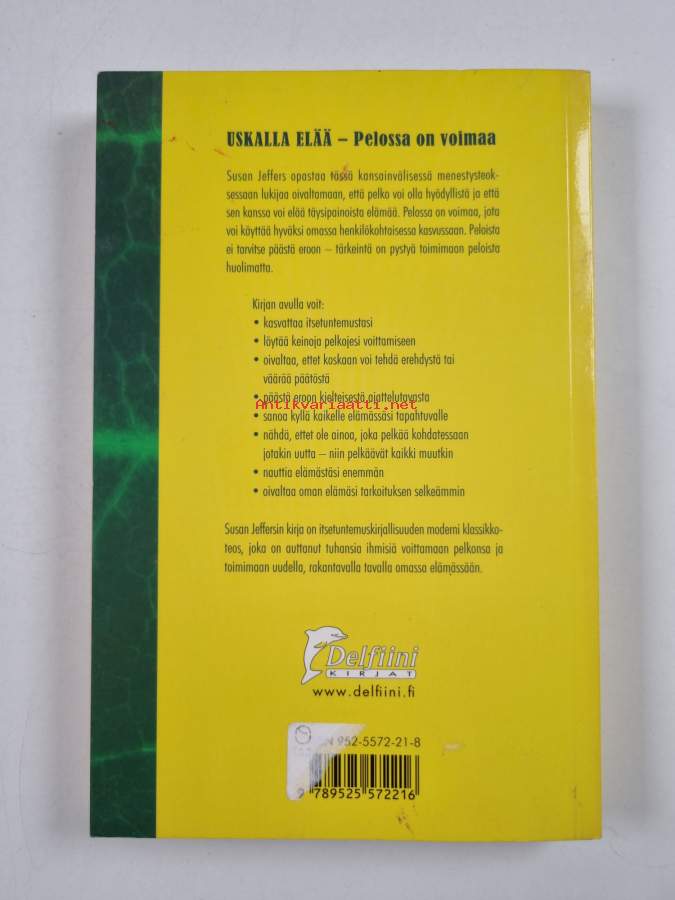 USKALLA ELÄÄ – Pelossa on voimaa
Susan Jeffers opastaa tässä kansainvälisessä menestysteok-
sessaan lukijaa oivaltamaan, että pelko voi olla hyödyllistä ja että
sen kanssa voi elää täysipainoista elämää. Pelossa on voimaa, jota
voi käyttää hyväksi omassa henkilökohtaisessa kasvussaan. Peloista
ei tarvitse päästä eroon – tärkeintä on pystyä toimimaan peloista
huolimatta.
Kirjan avulla voit:
• kasvattaa itsetuntemustasi
• löytää keinoja pelkojesi voittamiseen
• oivaltaa, ettet koskaan voi tehdä erehdystä tai
väärää päätöstä
• päästä eroon kielteisestä ajattelutavasta
Antikvariaatti.net
• sanoa kyllä kaikelle elämässäsi tapahtuvalle
• nähdä, ettet ole ainoa, joka pelkää kohdatessaan
jotakin uutta – niin pelkäävät kaikki muutkin
• nauttia elämästäsi enemmän
• oivaltaa oman elämäsi tarkoituksen selkeämmin
Susan Jeffersin kirja on itsetuntemuskirjallisuuden moderni klassikko-
teos, joka on auttanut tuhansia ihmisiä voittamaan pelkonsa ja
toimimaan uudella, rakantavalla tavalla omassa elämässään.
Delfiini
KIRJAT
www.delfiini.fi
N 952-5572-21-8
9 789525 572216